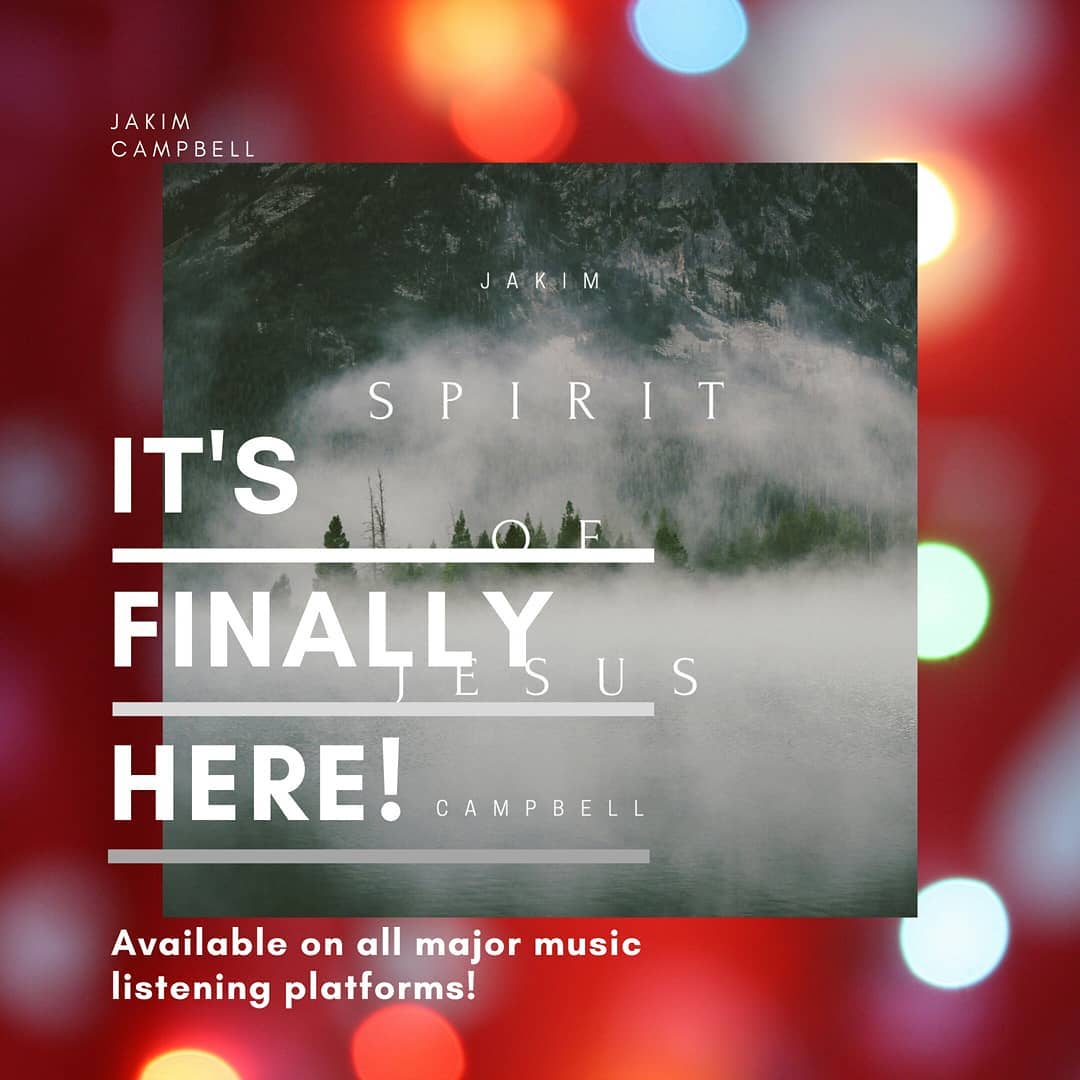 JAKIM
CAMPBELL
JAKIM
SPIRIT
OF
JESUS
CAMPBELL
IT'S
FINALLY
HERE!
Available on all major music
listening platforms!